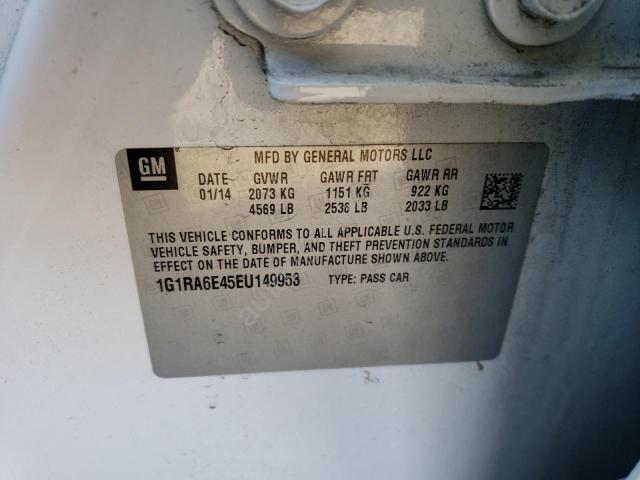 GM
MFD BY GENERAL MOTORS LLC
DATE GVWR GAWR FRT GAWR RR
01/14 2073 KG 1151 KG 922 KG
4569 LB 2536 LB 2033 LB
THIS VEHICLE CONFORMS TO ALL APPLICABLE U.S. FEDERAL MOTOR
VEHICLE SAFETY, BUMPER, AND THEFT PREVENTION STANDARDS IN
EFFECT ON THE DATE OF MANUFACTURE SHOWN ABOVE.
1G1RA6E45EU149953 TYPE: PASS CAR